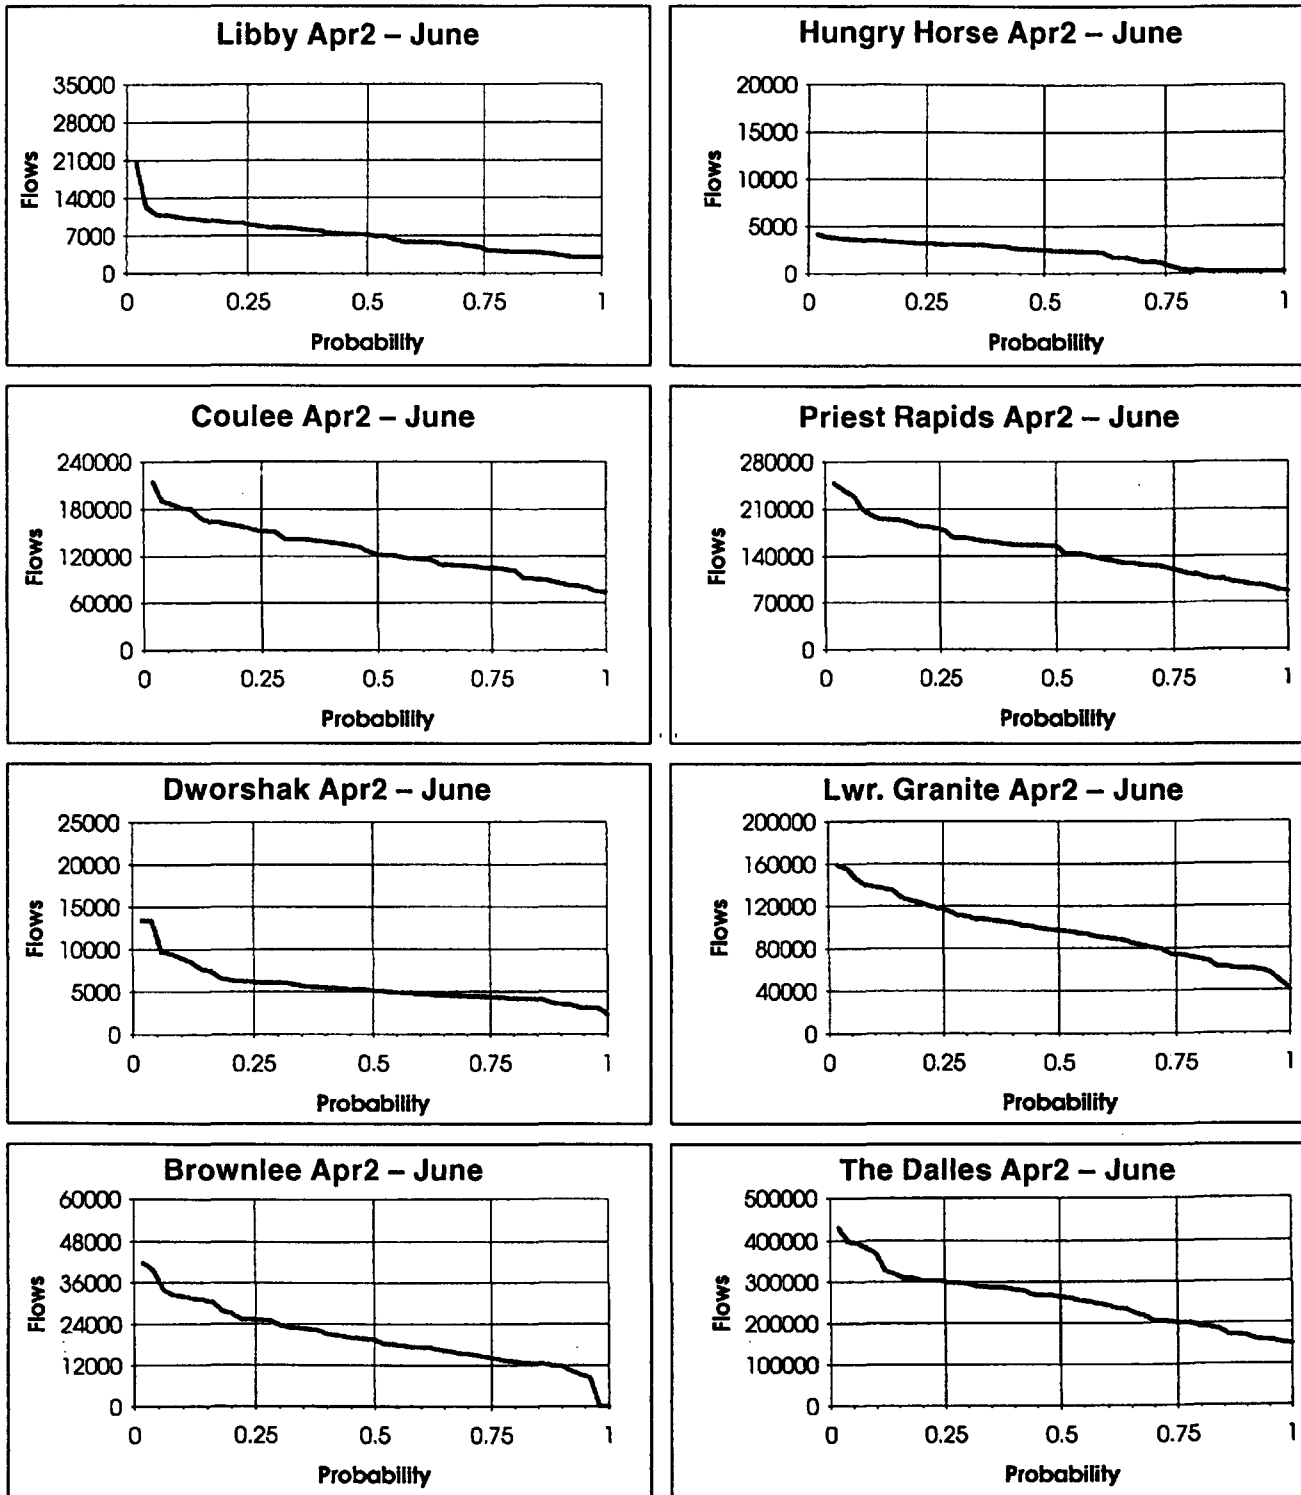 Libby Apr2 – June
35000
28000
21000
14000
7000
0
Flows
0 0.25 0.5 0.75 1
Probability
Hungry Horse Apr2 – June
20000
15000
10000
5000
0
Flows
0 0.25 0.5 0.75 1
Probability
Coulee Apr2 – June
240000
180000
120000
60000
0
Flows
0 0.25 0.5 0.75 1
Probability
Priest Rapids Apr2 – June
280000
210000
140000
70000
0
Flows
0 0.25 0.5 0.75 1
Probability
Dworshak Apr2 – June
25000
20000
15000
10000
5000
0
Flows
0 0.25 0.5 0.75 1
Probability
Lwr. Granite Apr2 – June
200000
160000
120000
80000
40000
0
Flows
0 0.25 0.5 0.75 1
Probability
Brownlee Apr2 – June
60000
48000
36000
24000
12000
0
Flows
0 0.25 0.5 0.75 1
Probability
The Dalles Apr2 – June
500000
400000
300000
200000
100000
0
Flows
0 0.25 0.5 0.75 1
Probability